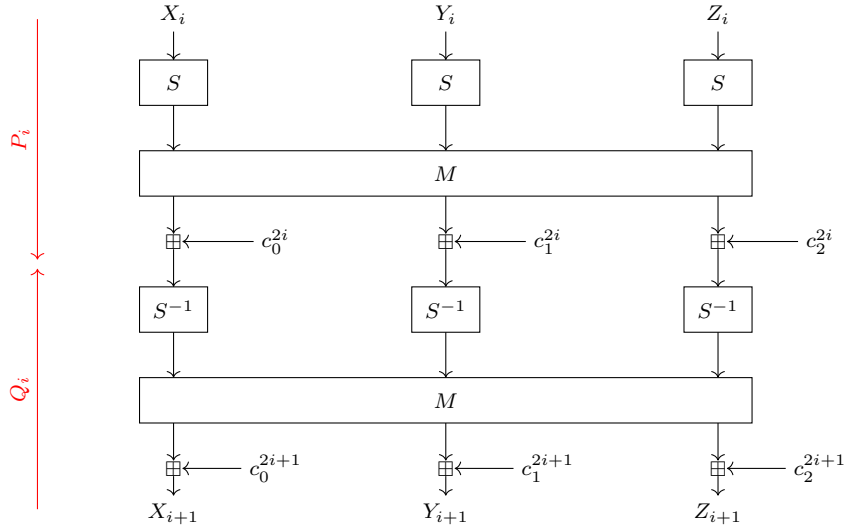 X_i Y_i Z_i
S S S
P_i
M
c_0^{2i} c_1^{2i} c_2^{2i}
S^{-1} S^{-1} S^{-1}
Q_i
M
c_0^{2i+1} c_1^{2i+1} c_2^{2i+1}
X_{i+1} Y_{i+1} Z_{i+1}